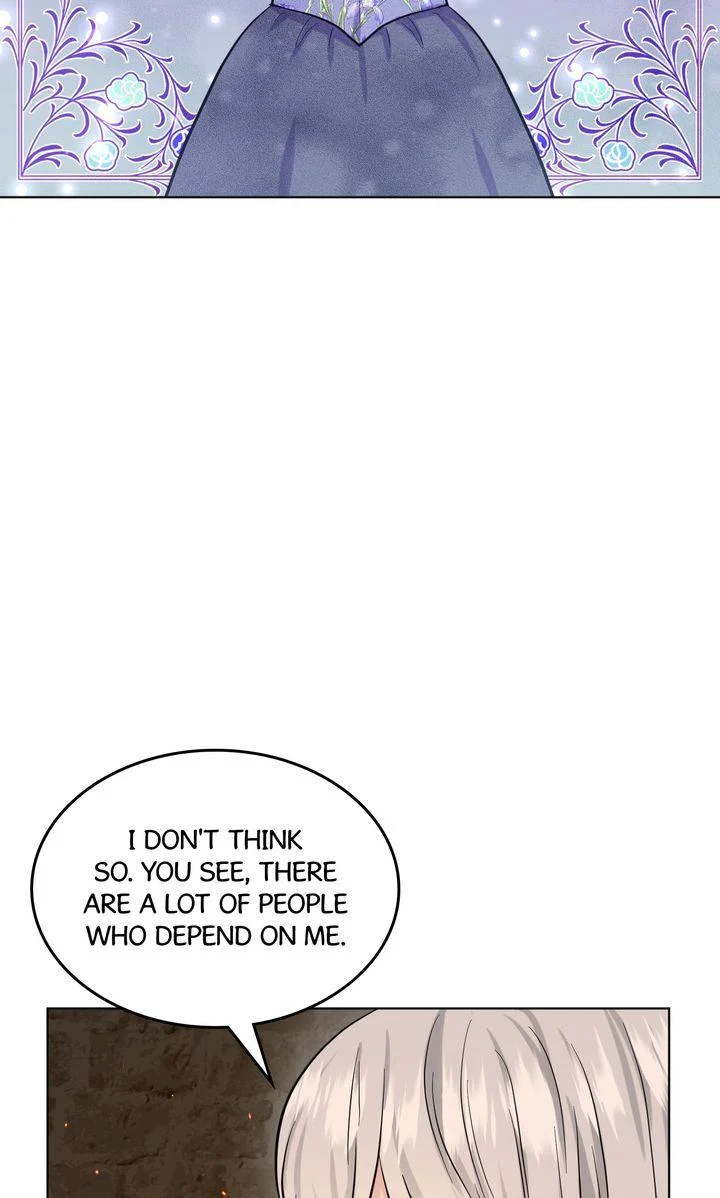 I DON'T THINK
SO. YOU SEE, THERE
ARE A LOT OF PEOPLE
WHO DEPEND ON ME.